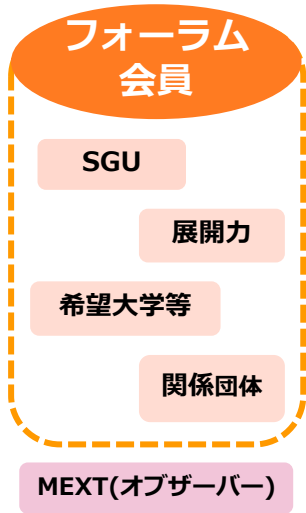 フォーラム
会員
SGU
展開力
希望大学等
関係団体
MEXT(オブザーバー)